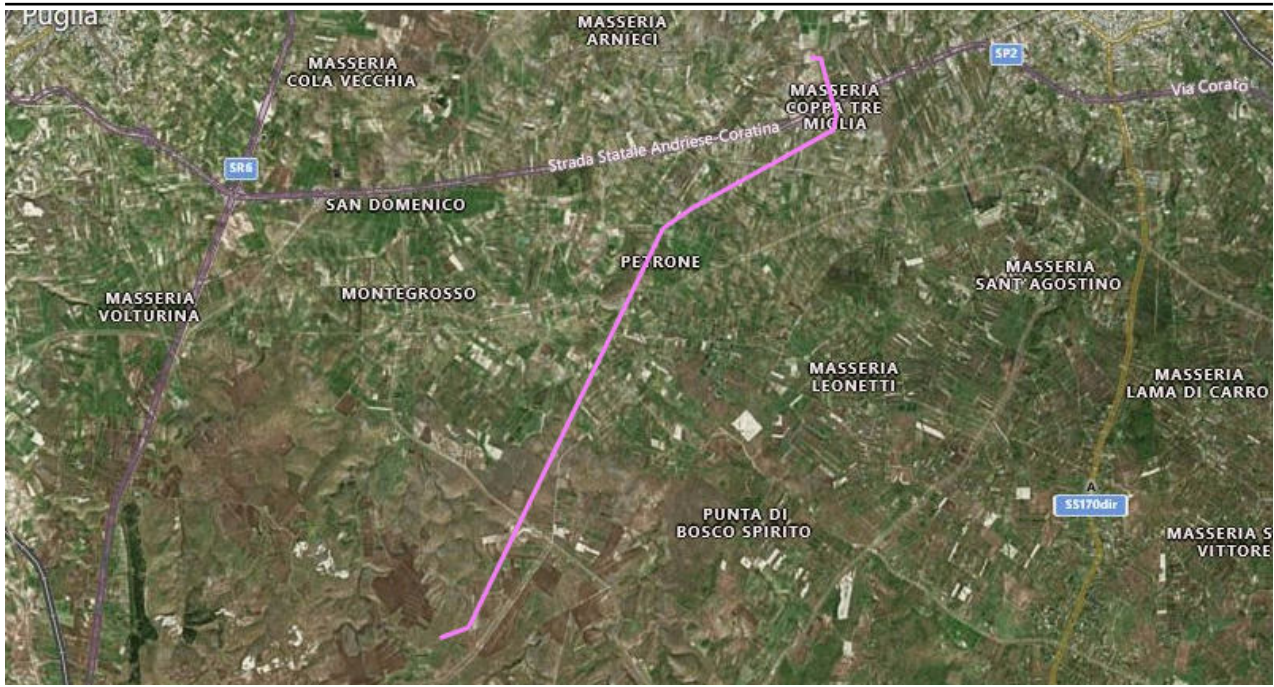 Puglia
MASSERIA
ARNIECI
MASSERIA
COLA VECCHIA
SP2
MASSERIA
COPPA TRE
MIGLIA
Via Corato
Strada Statale Andriese-Coratina
SR6
SAN DOMENICO
PETRONE
MASSERIA
SANT'AGOSTINO
MONTEGROSSO
MASSERIA
VOLTURINA
MASSERIA
LEONETTI
MASSERIA
LAMA DI CARRO
A
SS170dir
PUNTA DI
BOSCO SPIRITO
MASSERIA S
VITTORE